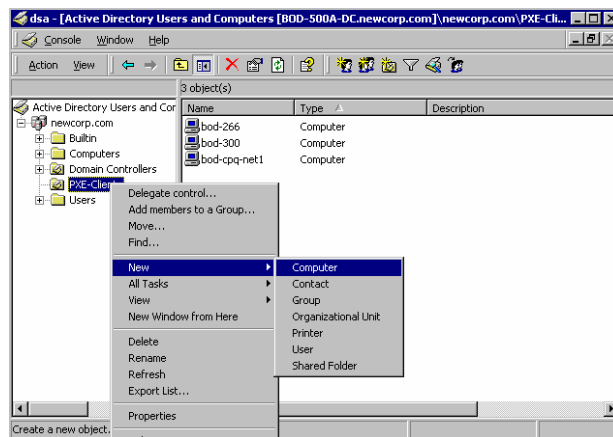 dsa - [Active Directory Users and Computers [BOD-500A-DC.newcorp.com]\newcorp.com\PXE-Cli...
Console Window Help
Action View
3 object(s)
Active Directory Users and Cor
newcorp.com
Builtin
Computers
Domain Controllers
PXE-Clien
Users
Name Type Description
bod-266 Computer
bod-300 Computer
bod-cpq-net1 Computer
Delegate control...
Add members to a Group...
Move...
Find...
New
All Tasks
View
New Window from Here
Delete
Rename
Refresh
Export List...
Properties
Computer
Contact
Group
Organizational Unit
Printer
User
Shared Folder
Create a new object.